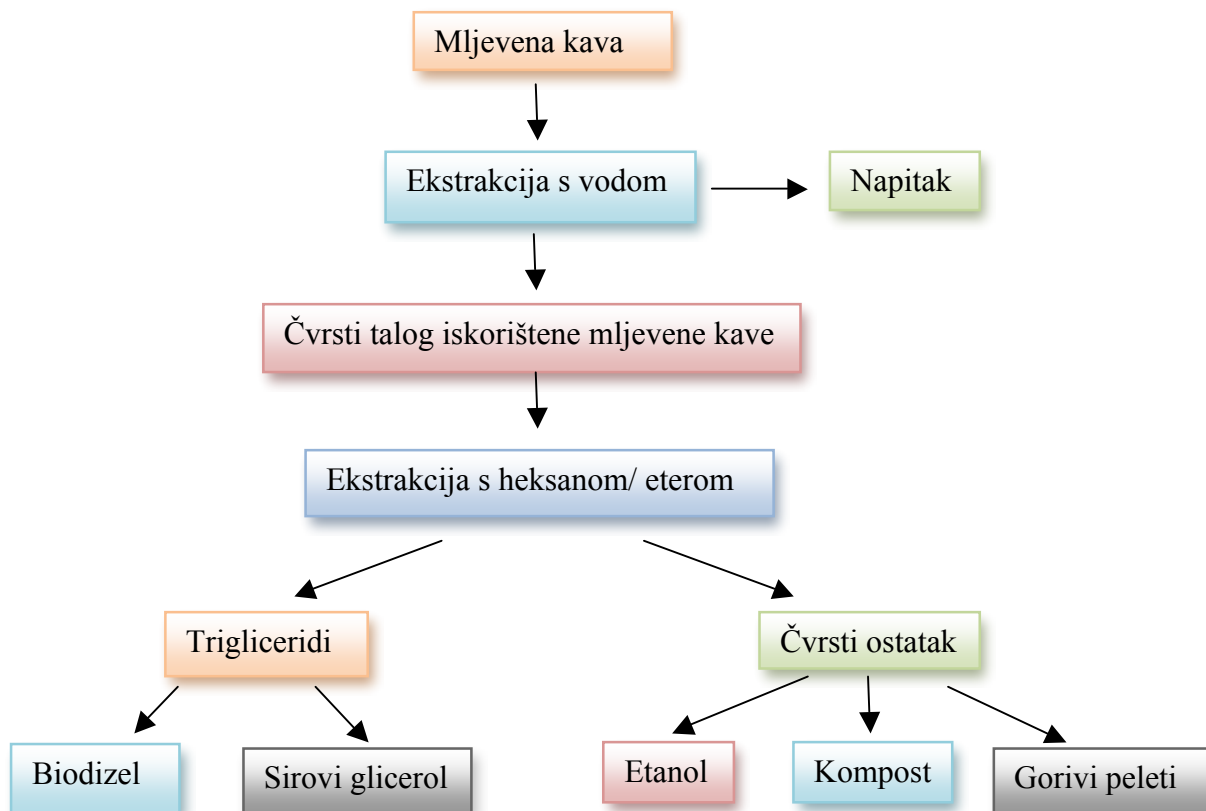 Mljevena kava
Ekstrakcija s vodom
Napitak
Čvrsti talog iskorištene mljevene kave
Ekstrakcija s heksanom/ eterom
Trigliceridi
Čvrsti ostatak
Biodizel
Sirovi glicerol
Etanol
Kompost
Gorivi peleti